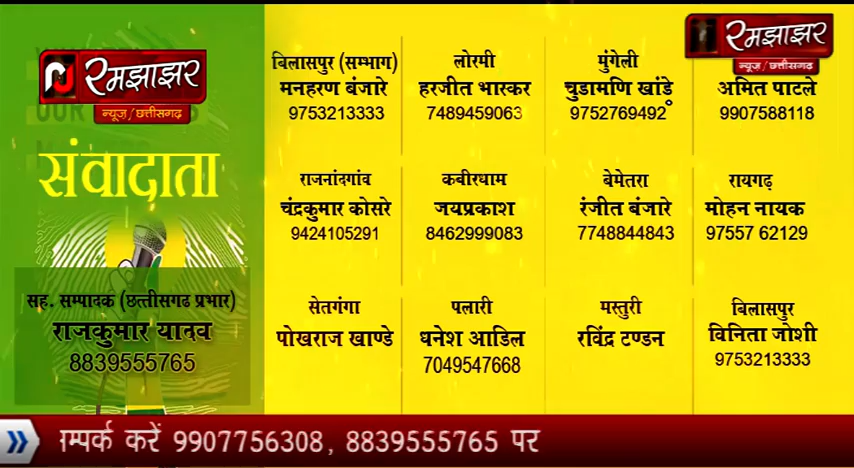 रमझाझर
न्यूज/छत्तीसगढ़
संवादाता
सह. सम्पादक (छत्तीसगढ प्रभार)
राजकुमार यादव
8839555765
रमझाझर
न्यूज/छत्तीसगढ़
बिलासपुर (सम्भाग)
मनहरण बंजारे
9753213333
लोरमी
हरजीत भास्कर
7489459063
मुंगेली
चुडामणि खांडे
9752769492
अमित पाटले
9907588118
राजनांदगांव
चंद्रकुमार कोसरे
9424105291
कबीरधाम
जयप्रकाश
8462999083
बेमेतरा
रंजीत बंजारे
7748844843
रायगढ़
मोहन नायक
97557 62129
सेतगंगा
पोखराज खाण्डे
पलारी
धनेश आडिल
7049547668
मस्तुरी
रविंद्र टण्डन
बिलासपुर
विनिता जोशी
9753213333
म्पर्क करें 9907756308, 8839555765 पर